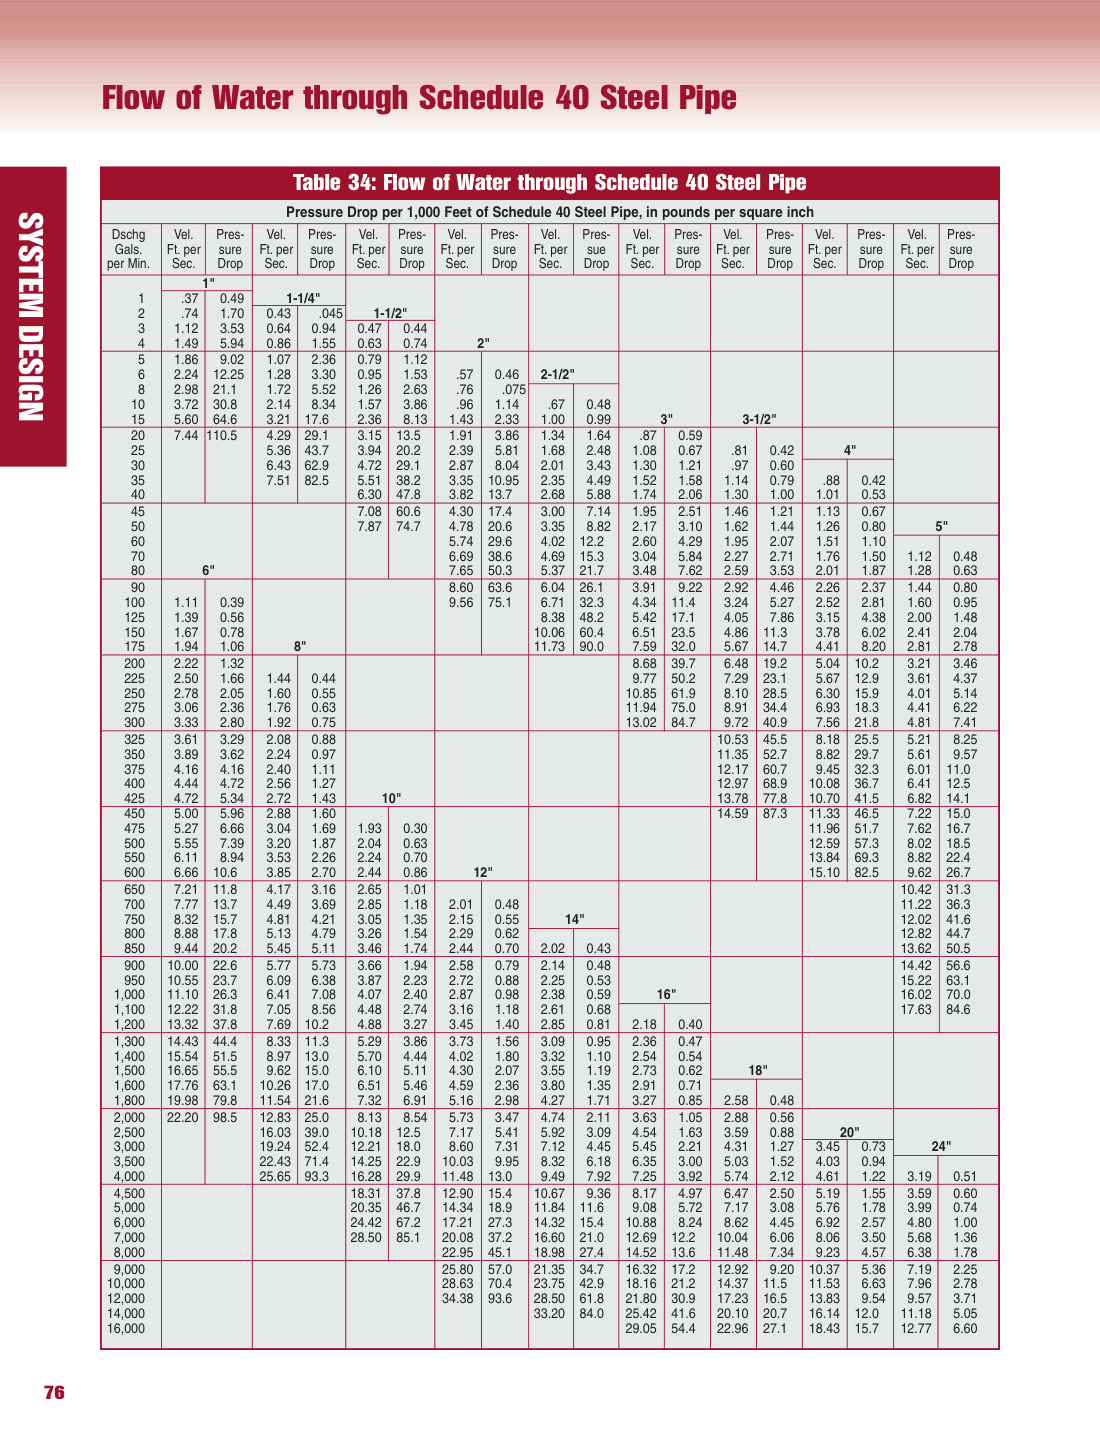 Flow of Water through Schedule 40 Steel Pipe
SYSTEM DESIGN
Table 34: Flow of Water through Schedule 40 Steel Pipe
Pressure Drop per 1,000 Feet of Schedule 40 Steel Pipe, in pounds per square inch
Dschg Vel. Pres- Vel. Pres- Vel. Pres- Vel. Pres- Vel. Pres- Vel. Pres- Vel. Pres- Vel. Pres- Vel. Pres-
Gals. Ft. per sure Ft. per sure Ft. per sure Ft. per sure Ft. per sue Ft. per sure Ft. per sure Ft. per sure Ft. per sure
per Min. Sec. Drop Sec. Drop Sec. Drop Sec. Drop Sec. Drop Sec. Drop Sec. Drop Sec. Drop Sec. Drop
1"
1 .37 0.49 1-1/4"
2 .74 1.70 0.43 .045 1-1/2"
3 1.12 3.53 0.64 0.94 0.47 0.44
4 1.49 5.94 0.86 1.55 0.63 0.74 2"
5 1.86 9.02 1.07 2.36 0.79 1.12
6 2.24 12.25 1.28 3.30 0.95 1.53 .57 0.46 2-1/2"
8 2.98 21.1 1.72 5.52 1.26 2.63 .76 .075
10 3.72 30.8 2.14 8.34 1.57 3.86 .96 1.14 .67 0.48
15 5.60 64.6 3.21 17.6 2.36 8.13 1.43 2.33 1.00 0.99 3" 3-1/2"
20 7.44 110.5 4.29 29.1 3.15 13.5 1.91 3.86 1.34 1.64 .87 0.59
25 5.36 43.7 3.94 20.2 2.39 5.81 1.68 2.48 1.08 0.67 .81 0.42 4"
30 6.43 62.9 4.72 29.1 2.87 8.04 2.01 3.43 1.30 1.21 .97 0.60
35 7.51 82.5 5.51 38.2 3.35 10.95 2.35 4.49 1.52 1.58 1.14 0.79 .88 0.42
40 6.30 47.8 3.82 13.7 2.68 5.88 1.74 2.06 1.30 1.00 1.01 0.53
45 7.08 60.6 4.30 17.4 3.00 7.14 1.95 2.51 1.46 1.21 1.13 0.67
50 7.87 74.7 4.78 20.6 3.35 8.82 2.17 3.10 1.62 1.44 1.26 0.80 5"
60 5.74 29.6 4.02 12.2 2.60 4.29 1.95 2.07 1.51 1.10
70 6.69 38.6 4.69 15.3 3.04 5.84 2.27 2.71 1.76 1.50 1.12 0.48
80 6" 7.65 50.3 5.37 21.7 3.48 7.62 2.59 3.53 2.01 1.87 1.28 0.63
90 8.60 63.6 6.04 26.1 3.91 9.22 2.92 4.46 2.26 2.37 1.44 0.80
100 1.11 0.39 9.56 75.1 6.71 32.3 4.34 11.4 3.24 5.27 2.52 2.81 1.60 0.95
125 1.39 0.56 8.38 48.2 5.42 17.1 4.05 7.86 3.15 4.38 2.00 1.48
150 1.67 0.78 10.06 60.4 6.51 23.5 4.86 11.3 3.78 6.02 2.41 2.04
175 1.94 1.06 8" 11.73 90.0 7.59 32.0 5.67 14.7 4.41 8.20 2.81 2.78
200 2.22 1.32 8.68 39.7 6.48 19.2 5.04 10.2 3.21 3.46
225 2.50 1.66 1.44 0.44 9.77 50.2 7.29 23.1 5.67 12.9 3.61 4.37
250 2.78 2.05 1.60 0.55 10.85 61.9 8.10 28.5 6.30 15.9 4.01 5.14
275 3.06 2.36 1.76 0.63 11.94 75.0 8.91 34.4 6.93 18.3 4.41 6.22
300 3.33 2.80 1.92 0.75 13.02 84.7 9.72 40.9 7.56 21.8 4.81 7.41
325 3.61 3.29 2.08 0.88 10.53 45.5 8.18 25.5 5.21 8.25
350 3.89 3.62 2.24 0.97 11.35 52.7 8.82 29.7 5.61 9.57
375 4.16 4.16 2.40 1.11 12.17 60.7 9.45 32.3 6.01 11.0
400 4.44 4.72 2.56 1.27 12.97 68.9 10.08 36.7 6.41 12.5
425 4.72 5.34 2.72 1.43 10" 13.78 77.8 10.70 41.5 6.82 14.1
450 5.00 5.96 2.88 1.60 14.59 87.3 11.33 46.5 7.22 15.0
475 5.27 6.66 3.04 1.69 1.93 0.30 11.96 51.7 7.62 16.7
500 5.55 7.39 3.20 1.87 2.04 0.63 12.59 57.3 8.02 18.5
550 6.11 8.94 3.53 2.26 2.24 0.70 13.84 69.3 8.82 22.4
600 6.66 10.6 3.85 2.70 2.44 0.86 12" 15.10 82.5 9.62 26.7
650 7.21 11.8 4.17 3.16 2.65 1.01 10.42 31.3
700 7.77 13.7 4.49 3.69 2.85 1.18 2.01 0.48 11.22 36.3
750 8.32 15.7 4.81 4.21 3.05 1.35 2.15 0.55 14" 12.02 41.6
800 8.88 17.8 5.13 4.79 3.26 1.54 2.29 0.62 12.82 44.7
850 9.44 20.2 5.45 5.11 3.46 1.74 2.44 0.70 2.02 0.43 13.62 50.5
900 10.00 22.6 5.77 5.73 3.66 1.94 2.58 0.79 2.14 0.48 14.42 56.6
950 10.55 23.7 6.09 6.38 3.87 2.23 2.72 0.88 2.25 0.53 15.22 63.1
1,000 11.10 26.3 6.41 7.08 4.07 2.40 2.87 0.98 2.38 0.59 16" 16.02 70.0
1,100 12.22 31.8 7.05 8.56 4.48 2.74 3.16 1.18 2.61 0.68 17.63 84.6
1,200 13.32 37.8 7.69 10.2 4.88 3.27 3.45 1.40 2.85 0.81 2.18 0.40
1,300 14.43 44.4 8.33 11.3 5.29 3.86 3.73 1.56 3.09 0.95 2.36 0.47
1,400 15.54 51.5 8.97 13.0 5.70 4.44 4.02 1.80 3.32 1.10 2.54 0.54
1,500 16.65 55.5 9.62 15.0 6.10 5.11 4.30 2.07 3.55 1.19 2.73 0.62 18"
1,600 17.76 63.1 10.26 17.0 6.51 5.46 4.59 2.36 3.80 1.35 2.91 0.71
1,800 19.98 79.8 11.54 21.6 7.32 6.91 5.16 2.98 4.27 1.71 3.27 0.85 2.58 0.48
2,000 22.20 98.5 12.83 25.0 8.13 8.54 5.73 3.47 4.74 2.11 3.63 1.05 2.88 0.56
2,500 16.03 39.0 10.18 12.5 7.17 5.41 5.92 3.09 4.54 1.63 3.59 0.88 20"
3,000 19.24 52.4 12.21 18.0 8.60 7.31 7.12 4.45 5.45 2.21 4.31 1.27 3.45 0.73 24"
3,500 22.43 71.4 14.25 22.9 10.03 9.95 8.32 6.18 6.35 3.00 5.03 1.52 4.03 0.94
4,000 25.65 93.3 16.28 29.9 11.48 13.0 9.49 7.92 7.25 3.92 5.74 2.12 4.61 1.22 3.19 0.51
4,500 18.31 37.8 12.90 15.4 10.67 9.36 8.17 4.97 6.47 2.50 5.19 1.55 3.59 0.60
5,000 20.35 46.7 14.34 18.9 11.84 11.6 9.08 5.72 7.17 3.08 5.76 1.78 3.99 0.74
6,000 24.42 67.2 17.21 27.3 14.32 15.4 10.88 8.24 8.62 4.45 6.92 2.57 4.80 1.00
7,000 28.50 85.1 20.08 37.2 16.60 21.0 12.69 12.2 10.04 6.06 8.06 3.50 5.68 1.36
8,000 22.95 45.1 18.98 27.4 14.52 13.6 11.48 7.34 9.23 4.57 6.38 1.78
9,000 25.80 57.0 21.35 34.7 16.32 17.2 12.92 9.20 10.37 5.36 7.19 2.25
10,000 28.63 70.4 23.75 42.9 18.16 21.2 14.37 11.5 11.53 6.63 7.96 2.78
12,000 34.38 93.6 28.50 61.8 21.80 30.9 17.23 16.5 13.83 9.54 9.57 3.71
14,000 33.20 84.0 25.42 41.6 20.10 20.7 16.14 12.0 11.18 5.05
16,000 29.05 54.4 22.96 27.1 18.43 15.7 12.77 6.60
76